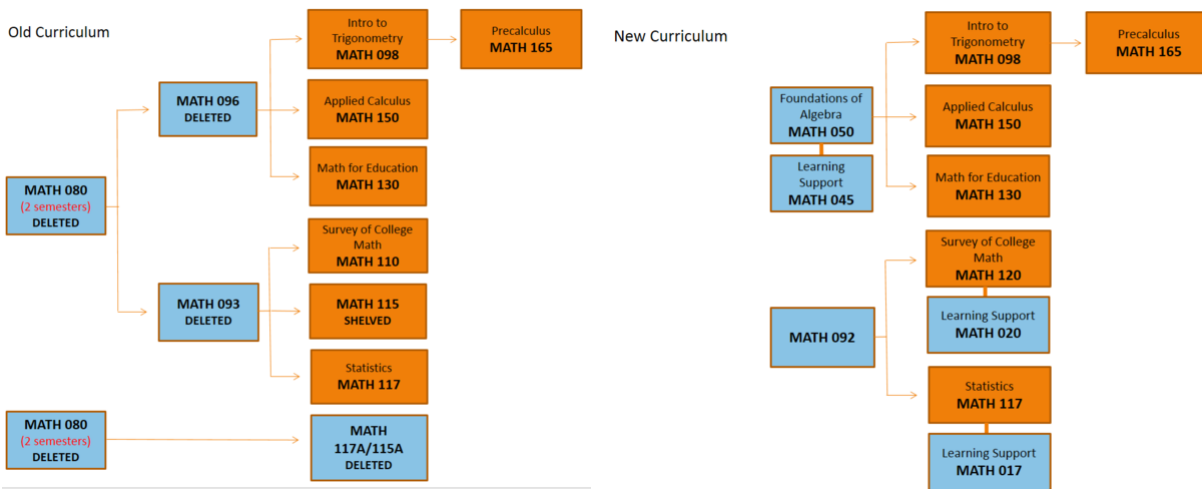 Old Curriculum
Intro to
Trigonometry
MATH 098
Precalculus
MATH 165
MATH 096
DELETED
Applied Calculus
MATH 150
Math for Education
MATH 130
MATH 080
(2 semesters)
DELETED
Survey of College
Math
MATH 110
MATH 093
DELETED
MATH 115
SHELVED
Statistics
MATH 117
MATH 080
(2 semesters)
DELETED
MATH
117A/115A
DELETED
New Curriculum
Intro to
Trigonometry
MATH 098
Precalculus
MATH 165
Foundations of
Algebra
MATH 050
Applied Calculus
MATH 150
Learning
Support
MATH 045
Math for Education
MATH 130
Survey of College
Math
MATH 120
Learning Support
MATH 020
MATH 092
Statistics
MATH 117
Learning Support
MATH 017